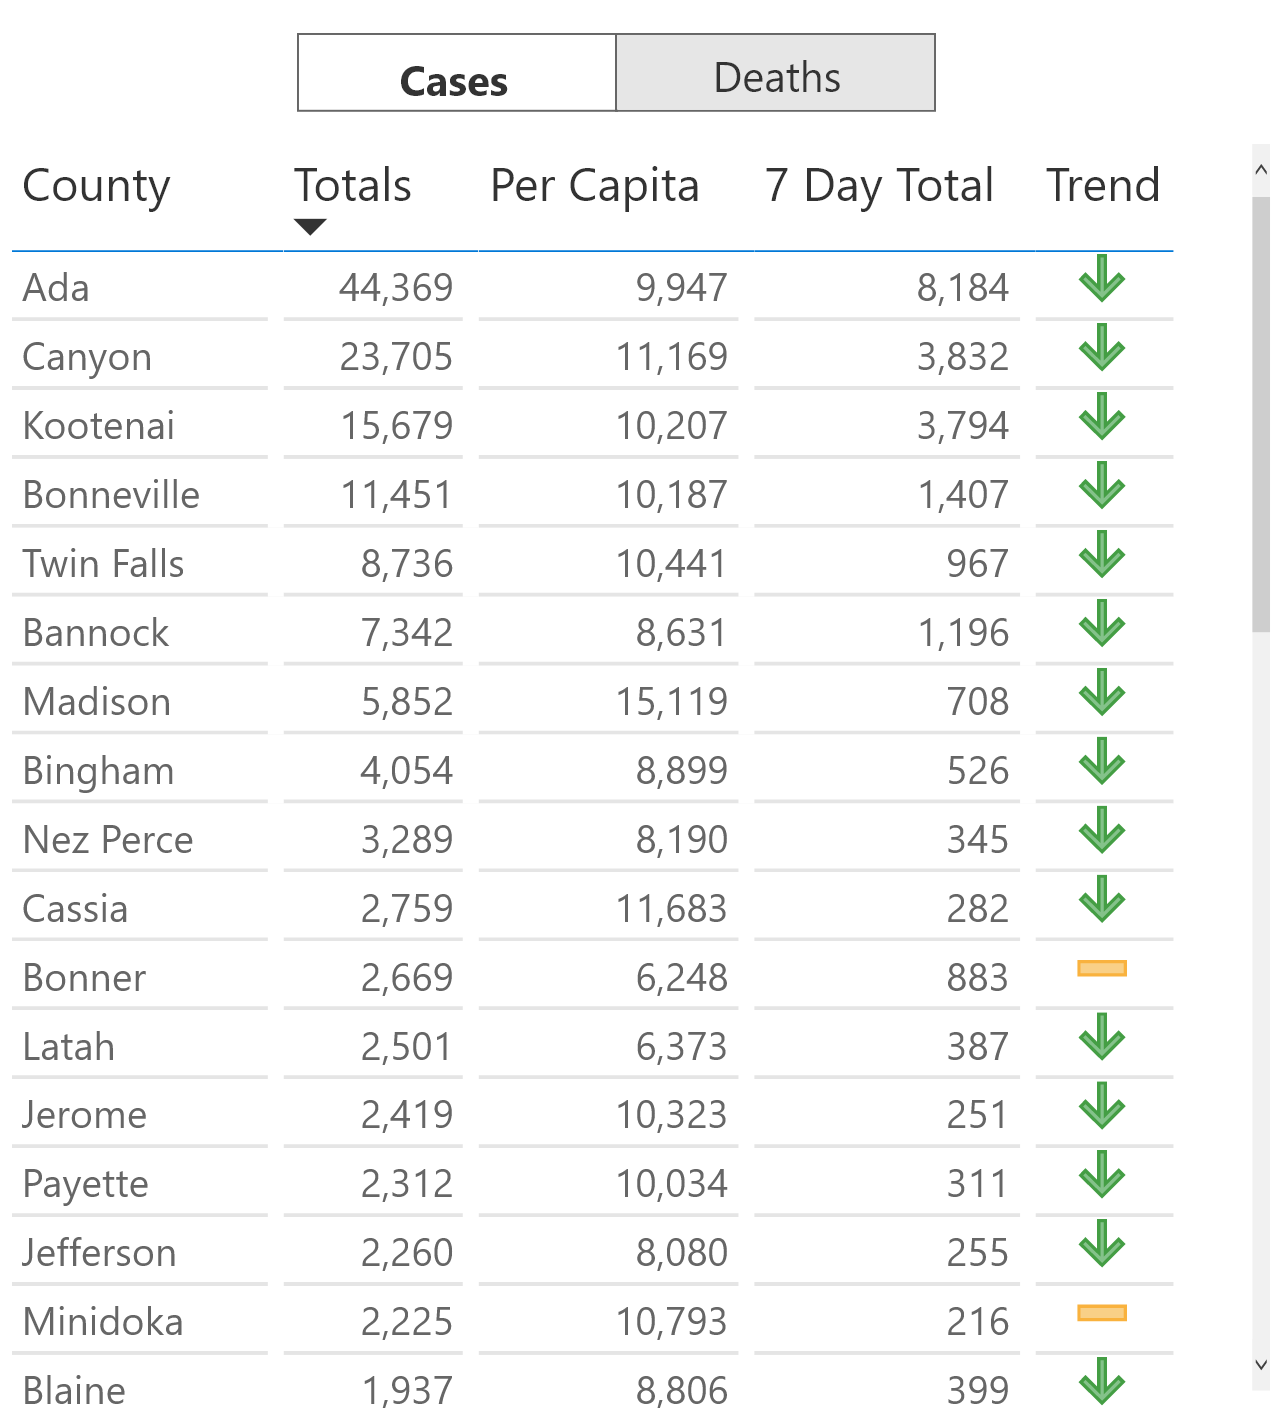 Cases Deaths
County Totals Per Capita 7 Day Total Trend
Ada 44,369 9,947 8,184
Canyon 23,705 11,169 3,832
Kootenai 15,679 10,207 3,794
Bonneville 11,451 10,187 1,407
Twin Falls 8,736 10,441 967
Bannock 7,342 8,631 1,196
Madison 5,852 15,119 708
Bingham 4,054 8,899 526
Nez Perce 3,289 8,190 345
Cassia 2,759 11,683 282
Bonner 2,669 6,248 883
Latah 2,501 6,373 387
Jerome 2,419 10,323 251
Payette 2,312 10,034 311
Jefferson 2,260 8,080 255
Minidoka 2,225 10,793 216
Blaine 1,937 8,806 399